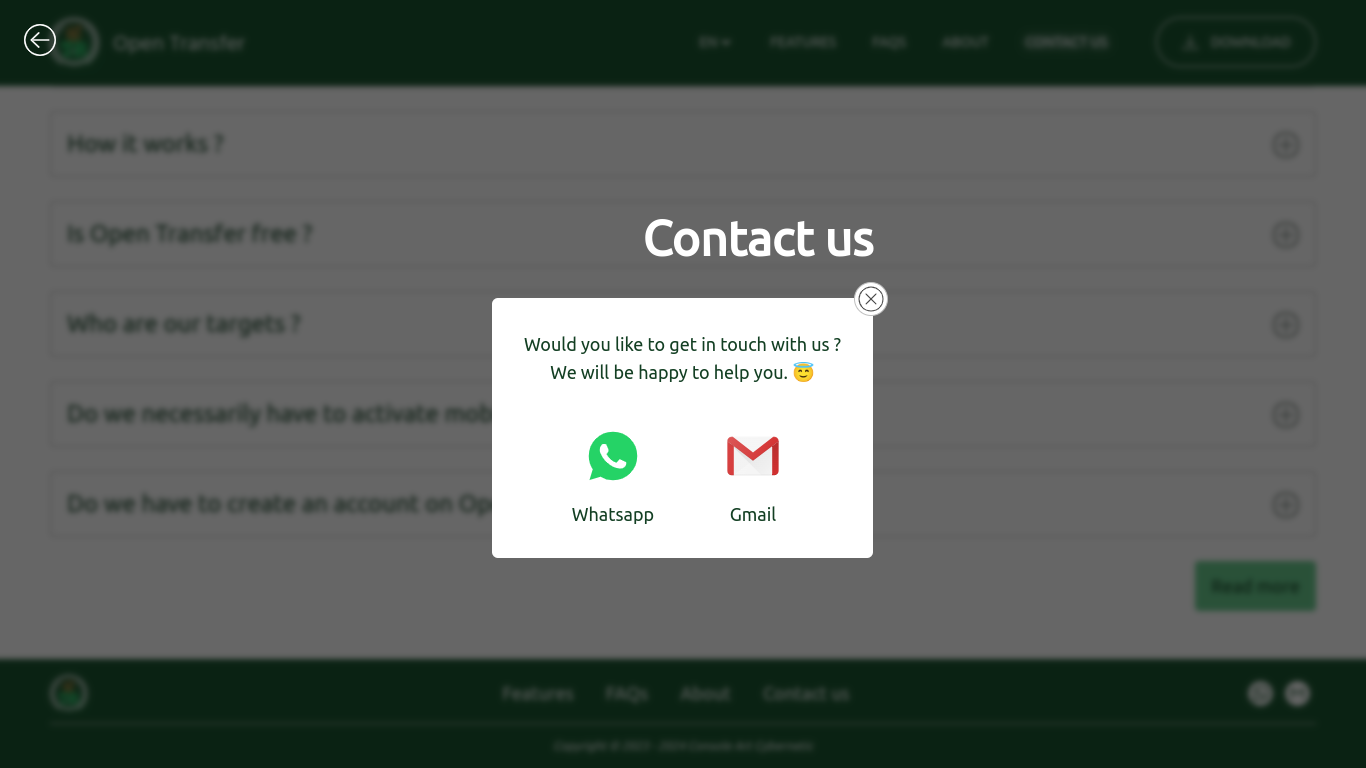 Open Transfer
EN
FEATURES
FAQS
ABOUT
CONTACT US
DOWNLOAD
How it works ?
Is Open Transfer free ?
Contact us
Who are our targets ?
Would you like to get in touch with us ?
We will be happy to help you. 😇
Do we necessarily have to activate mob
Do we have to create an account on Op
Whatsapp
Gmail
Read more
Features
FAQs
About
Contact us